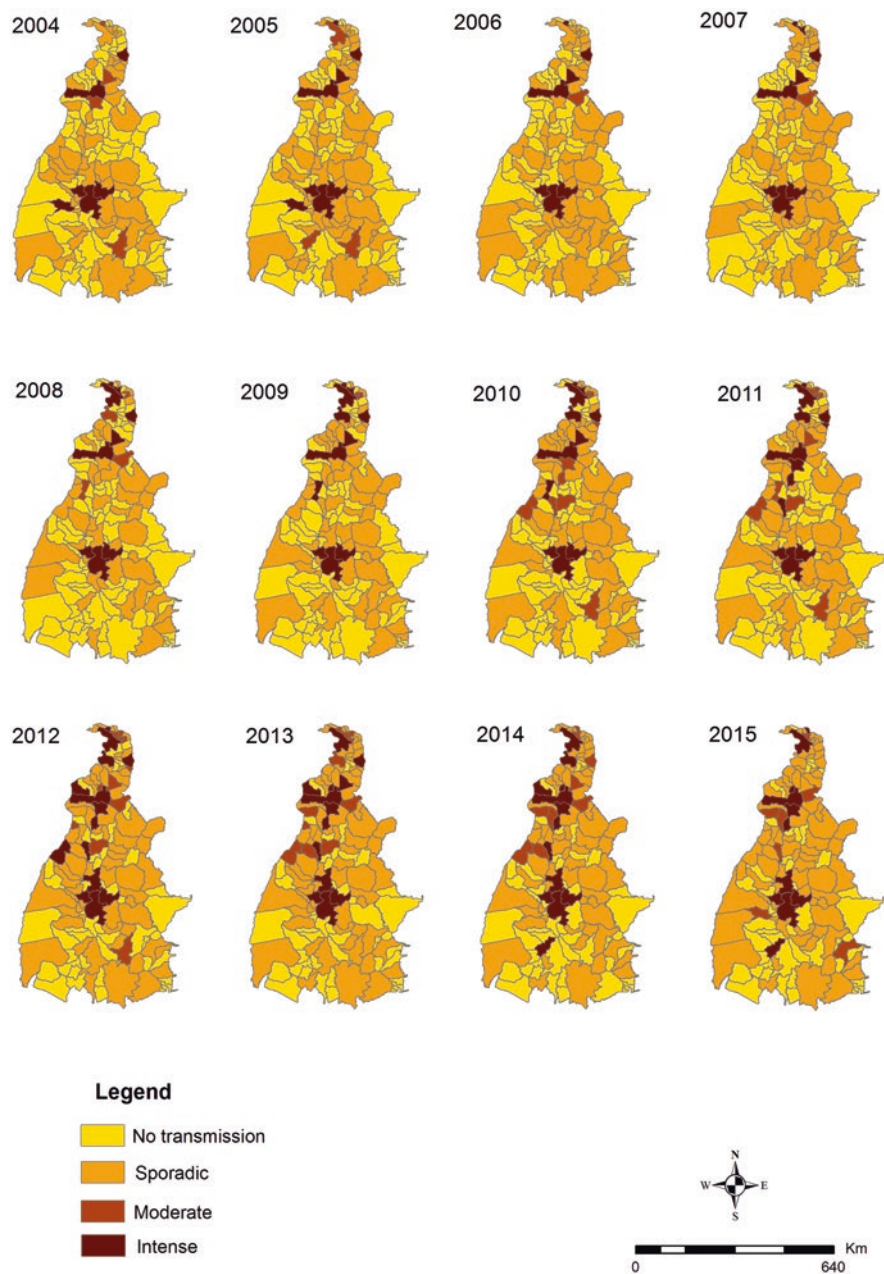 2004 2005 2006 2007
2008 2009 2010 2011
2012 2013 2014 2015
Legend
No transmission
Sporadic
Moderate
Intense
N
W E
S
Km
0 640